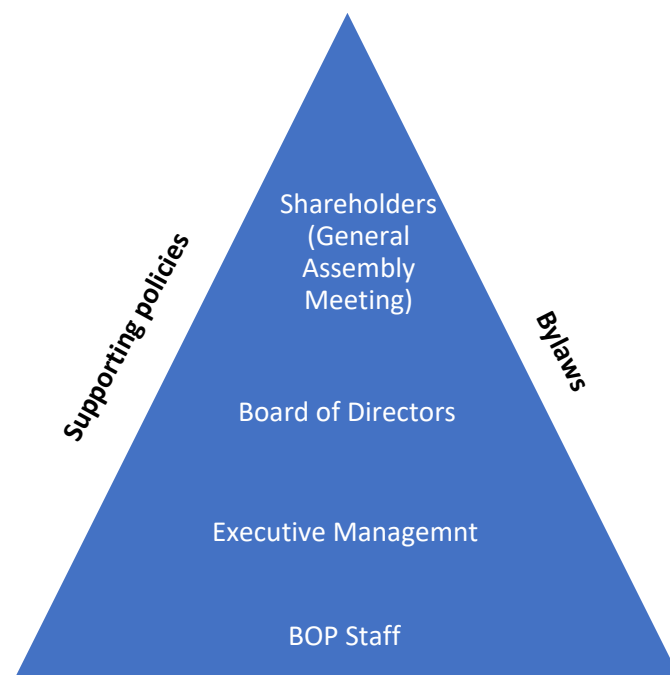 Shareholders
(General
Assembly
Meeting)
Supporting policies
Bylaws
Board of Directors
Executive Managemnt
BOP Staff